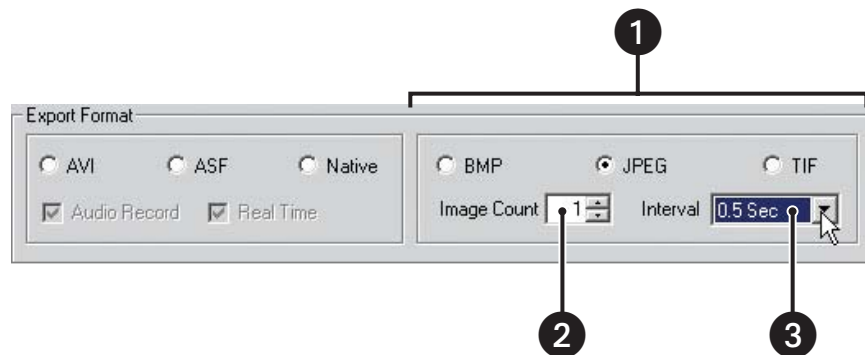 1
Export Format
AVI ASF Native BMP JPEG TIF
Audio Record Real Time Image Count 1 Interval 0.5 Sec
2 3